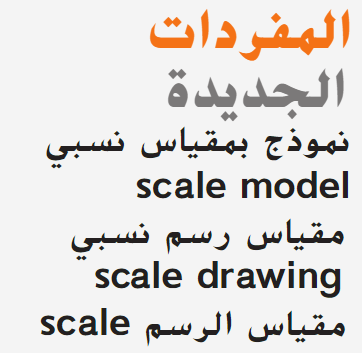 المفردات
الجديدة
نموذج بمقياس نسبي
scale model
مقياس رسم نسبي
scale drawing
مقياس الرسم scale